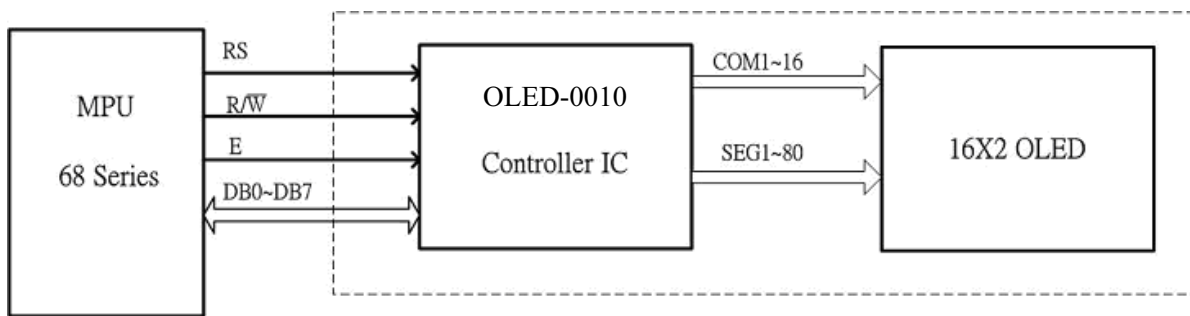 MPU
68 Series
RS
R/W̅
E
DB0~DB7
OLED-0010
Controller IC
COM1~16
SEG1~80
16X2 OLED